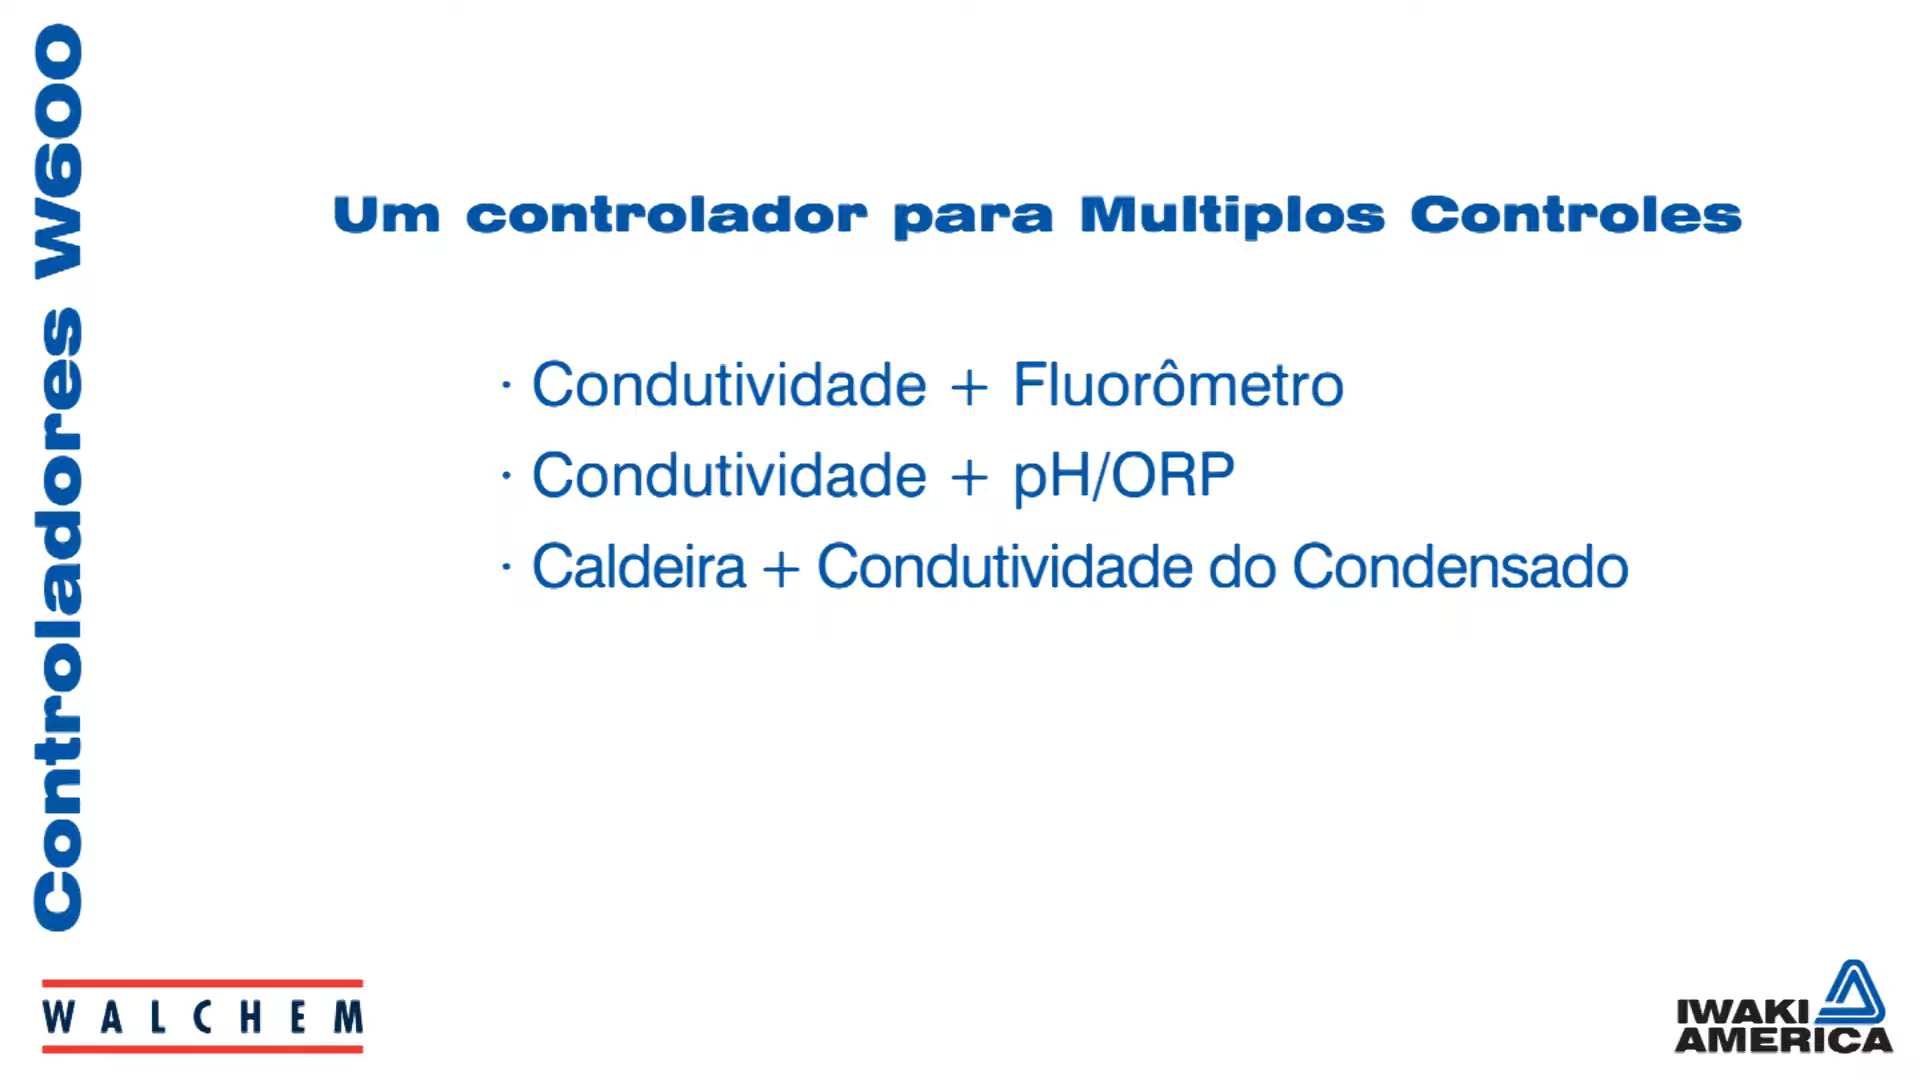 Controladores W600
Um controlador para Multiplos Controles
· Condutividade + Fluorômetro
· Condutividade + pH/ORP
· Caldeira + Condutividade do Condensado
WALCHEM
IWAKI
AMERICA